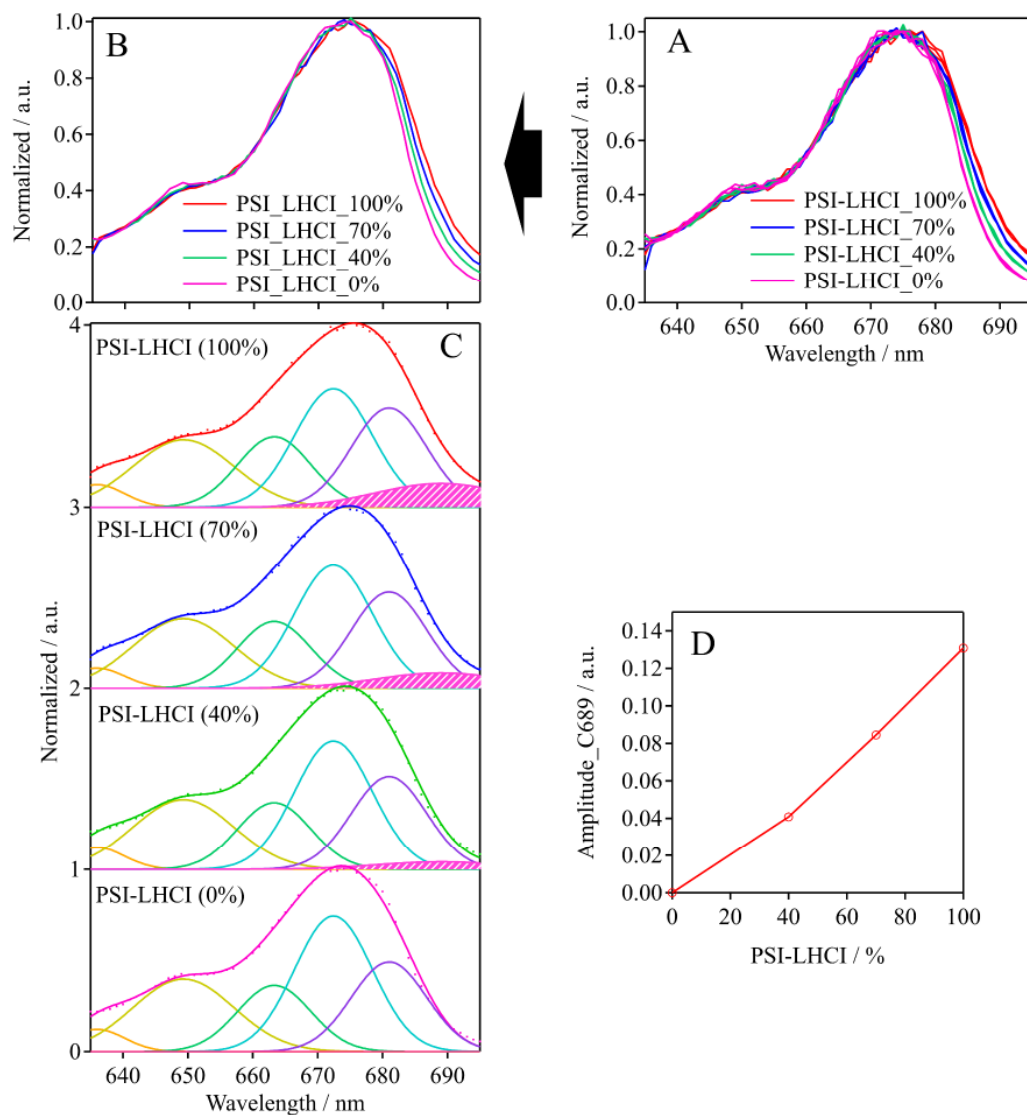 B
Normalized / a.u.
1.0
0.8
0.6
0.4
0.2
0.0
PSI_LHCI_100%
PSI_LHCI_70%
PSI_LHCI_40%
PSI_LHCI_0%
A
Normalized / a.u.
1.0
0.8
0.6
0.4
0.2
0.0
PSI-LHCI_100%
PSI-LHCI_70%
PSI-LHCI_40%
PSI-LHCI_0%
640 650 660 670 680 690
Wavelength / nm
C
Normalized / a.u.
4
PSI-LHCI (100%)
3
PSI-LHCI (70%)
2
PSI-LHCI (40%)
1
PSI-LHCI (0%)
0
640 650 660 670 680 690
Wavelength / nm
D
Amplitude_C689 / a.u.
0.14
0.12
0.10
0.08
0.06
0.04
0.02
0.00
0 20 40 60 80 100
PSI-LHCI / %